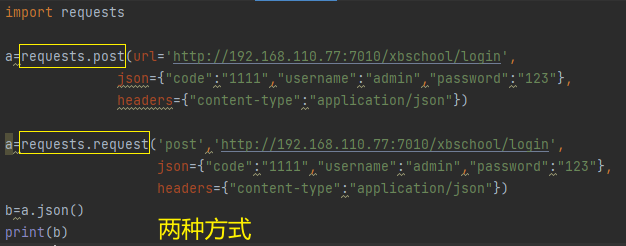 import requests
a=requests.post(url='http://192.168.110.77:7010/xbschool/login',
json={"code":"1111","username":"admin","password":"123"},
headers={"content-type":"application/json"})
a=requests.request('post','http://192.168.110.77:7010/xbschool/login',
json={"code":"1111","username":"admin","password":"123"},
headers={"content-type":"application/json"})
b=a.json()
print(b)
两种方式